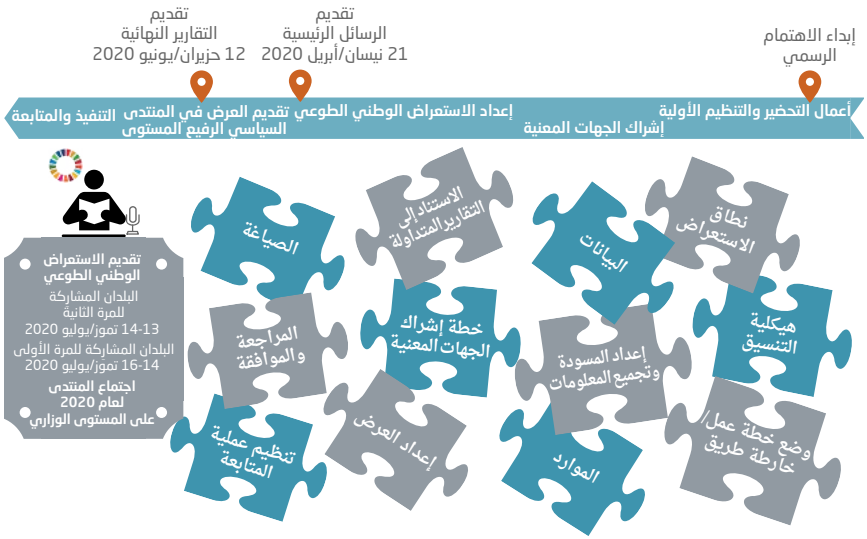 إبداء الاهتمام
الرسمي
تقديم
الرسائل الرئيسية
21 نيسان/أبريل 2020
تقديم
التقارير النهائية
12 حزيران/يونيو 2020
أعمال التحضير والتنظيم الأولية
إشراك الجهات المعنية
إعداد الاستعراض الوطني الطوعي
تقديم العرض في المنتدى
السياسي الرفيع المستوى
التنفيذ والمتابعة
نطاق
الاستعراض
البيانات
الاستناد إلى
التقارير المتداولة
الصياغة
هيكلية
التنسيق
إعداد المسودة
وتجميع المعلومات
خطة إشراك
الجهات المعنية
المراجعة
والموافقة
وضع خطة عمل/
خارطة طريق
الموارد
إعداد العرض
تنظيم عملية
المتابعة
تقديم الاستعراض
الوطني الطوعي
البلدان المشاركة
للمرة الثانية
13-14 تموز/يوليو 2020
البلدان المشاركة للمرة الأولى
14-16 تموز/يوليو 2020
اجتماع المنتدى
لعام 2020
على المستوى الوزاري